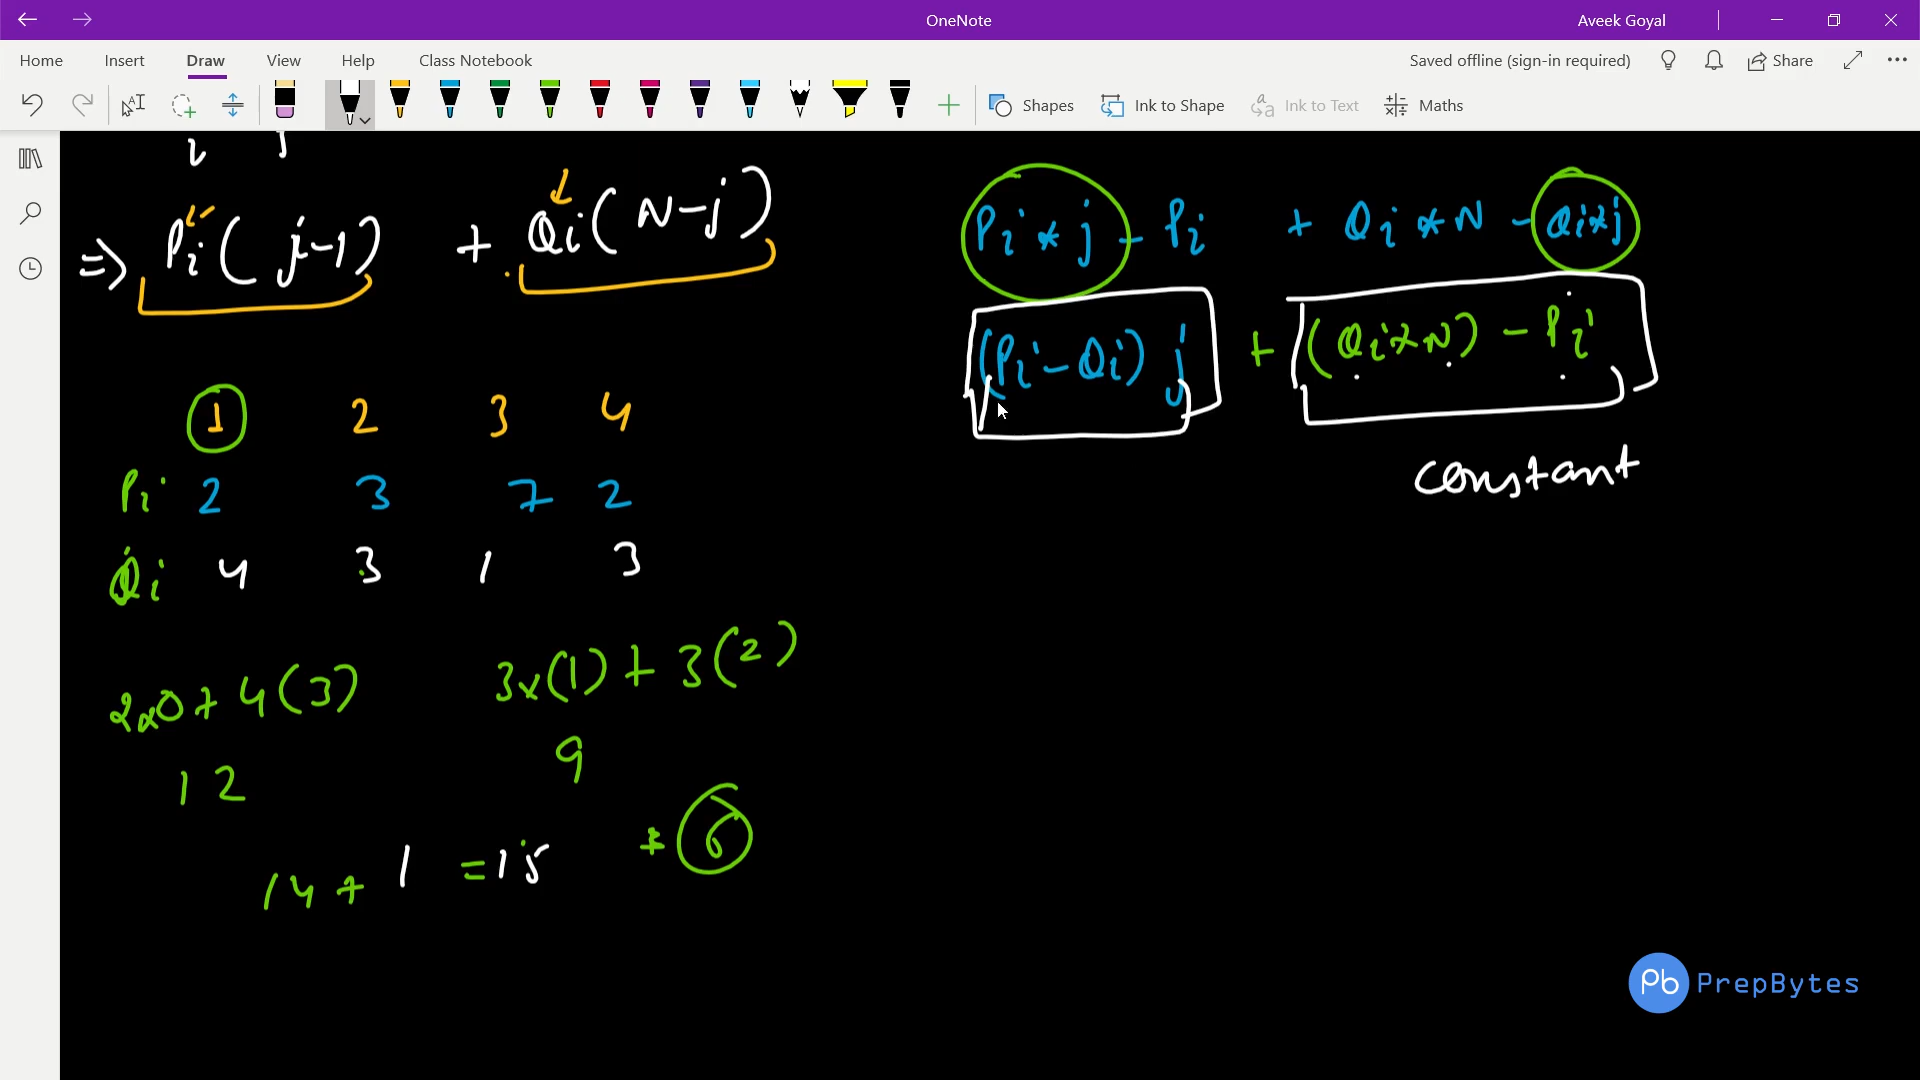 OneNote
Aveek Goyal
Home Insert Draw View Help Class Notebook
Saved offline (sign-in required) Share
Shapes Ink to Shape Ink to Text Maths
i j
=> Pi ( j-1) + Qi ( N-j )
Pi * j - Pi + Qi * N - Qi*j
(Pi - Qi) j + (Qi*N) - Pi
constant
1 2 3 4
Pi 2 3 7 2
Qi 4 3 1 3
2x0+ 4(3) 3x(1)+ 3(2)
12 9
14 + 1 = 15 + 6
Pb PrepBytes